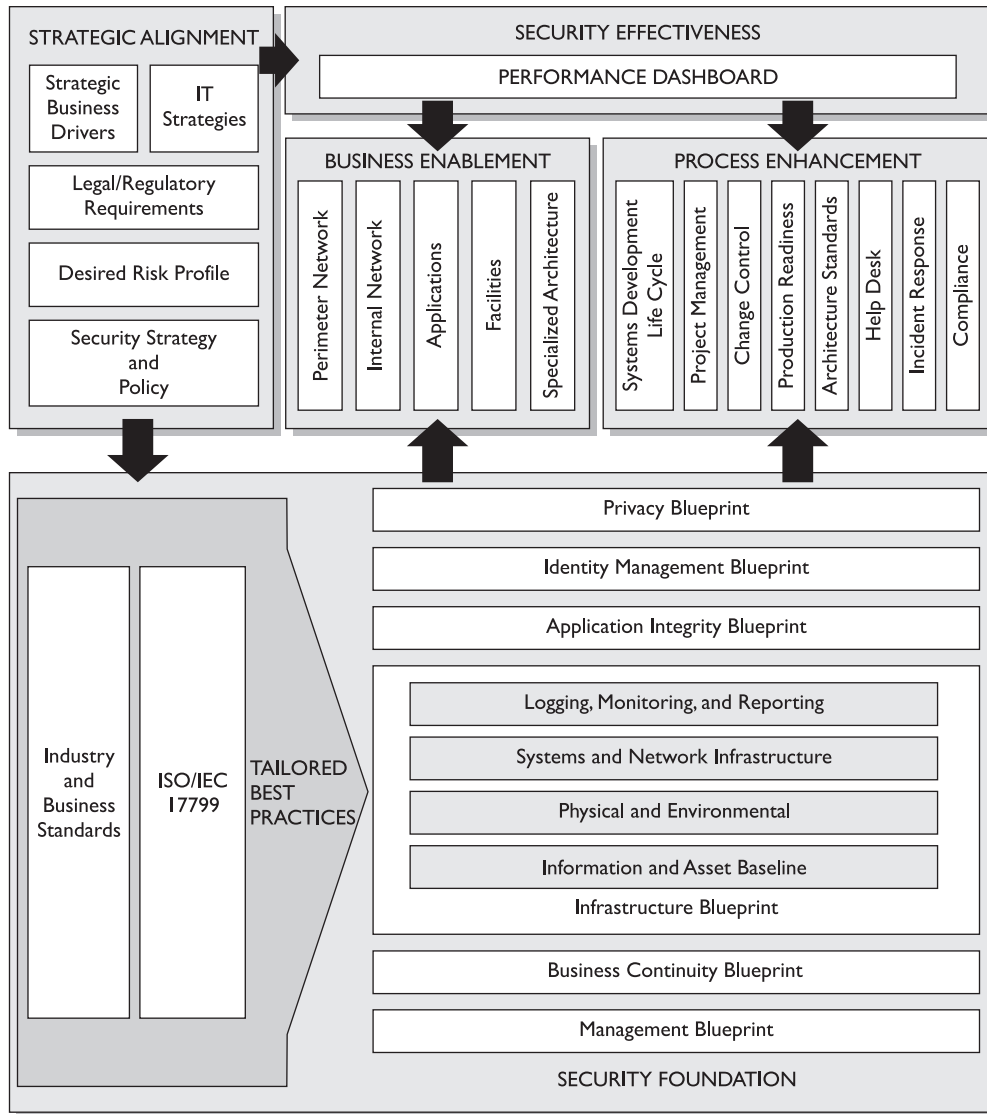 STRATEGIC ALIGNMENT
Strategic
Business
Drivers
IT
Strategies
Legal/Regulatory
Requirements
Desired Risk Profile
Security Strategy
and
Policy
SECURITY EFFECTIVENESS
PERFORMANCE DASHBOARD
BUSINESS ENABLEMENT
Perimeter Network
Internal Network
Applications
Facilities
Specialized Architecture
PROCESS ENHANCEMENT
Systems Development
Life Cycle
Project Management
Change Control
Production Readiness
Architecture Standards
Help Desk
Incident Response
Compliance
Industry
and
Business
Standards
ISO/IEC
17799
TAILORED
BEST
PRACTICES
Privacy Blueprint
Identity Management Blueprint
Application Integrity Blueprint
Logging, Monitoring, and Reporting
Systems and Network Infrastructure
Physical and Environmental
Information and Asset Baseline
Infrastructure Blueprint
Business Continuity Blueprint
Management Blueprint
SECURITY FOUNDATION